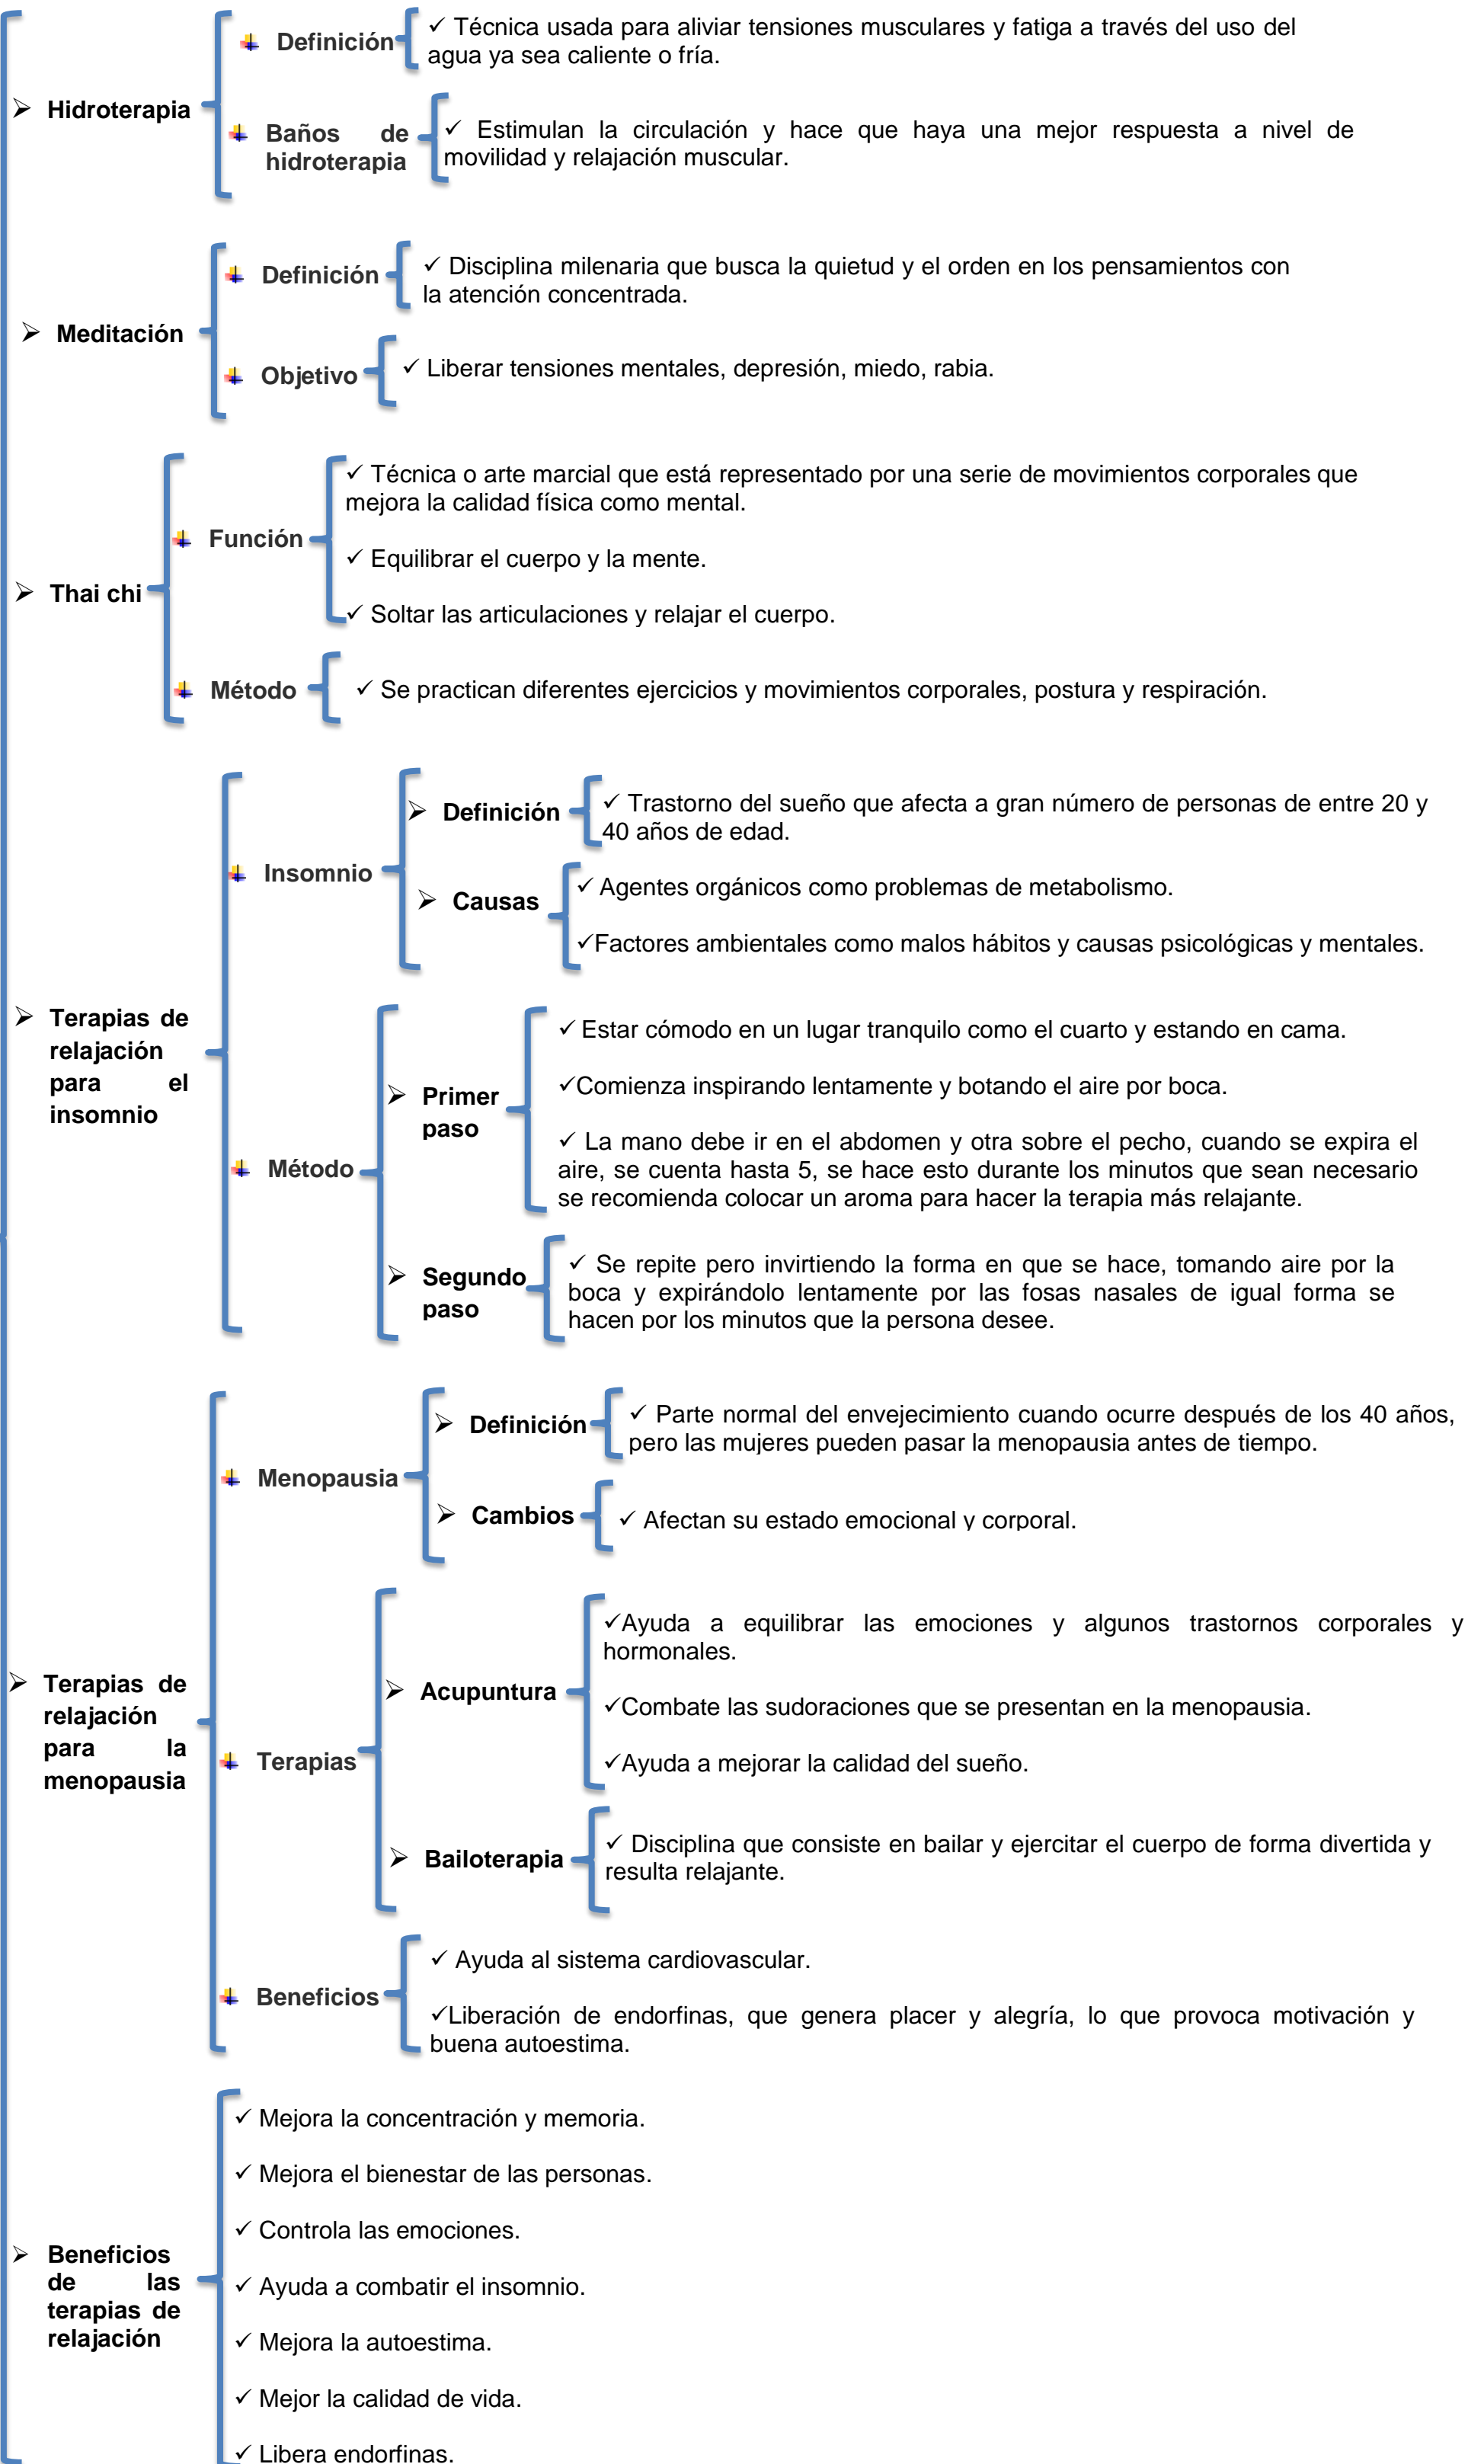 Hidroterapia
Definición
Técnica usada para aliviar tensiones musculares y fatiga a través del uso del
agua ya sea caliente o fría.
Baños de
hidroterapia
Estimulan la circulación y hace que haya una mejor respuesta a nivel de
movilidad y relajación muscular.
Meditación
Definición
Disciplina milenaria que busca la quietud y el orden en los pensamientos con
la atención concentrada.
Objetivo
Liberar tensiones mentales, depresión, miedo, rabia.
Thai chi
Función
Técnica o arte marcial que está representado por una serie de movimientos corporales que
mejora la calidad física como mental.
Equilibrar el cuerpo y la mente.
Soltar las articulaciones y relajar el cuerpo.
Método
Se practican diferentes ejercicios y movimientos corporales, postura y respiración.
Terapias de
relajación
para el
insomnio
Insomnio
Definición
Trastorno del sueño que afecta a gran número de personas de entre 20 y
40 años de edad.
Causas
Agentes orgánicos como problemas de metabolismo.
Factores ambientales como malos hábitos y causas psicológicas y mentales.
Método
Primer
paso
Estar cómodo en un lugar tranquilo como el cuarto y estando en cama.
Comienza inspirando lentamente y botando el aire por boca.
La mano debe ir en el abdomen y otra sobre el pecho, cuando se expira el
aire, se cuenta hasta 5, se hace esto durante los minutos que sean necesario
se recomienda colocar un aroma para hacer la terapia más relajante.
Segundo
paso
Se repite pero invirtiendo la forma en que se hace, tomando aire por la
boca y expirándolo lentamente por las fosas nasales de igual forma se
hacen por los minutos que la persona desee.
Terapias de
relajación
para la
menopausia
Menopausia
Definición
Parte normal del envejecimiento cuando ocurre después de los 40 años,
pero las mujeres pueden pasar la menopausia antes de tiempo.
Cambios
Afectan su estado emocional y corporal.
Terapias
Acupuntura
Ayuda a equilibrar las emociones y algunos trastornos corporales y
hormonales.
Combate las sudoraciones que se presentan en la menopausia.
Ayuda a mejorar la calidad del sueño.
Bailoterapia
Disciplina que consiste en bailar y ejercitar el cuerpo de forma divertida y
resulta relajante.
Beneficios
Ayuda al sistema cardiovascular.
Liberación de endorfinas, que genera placer y alegría, lo que provoca motivación y
buena autoestima.
Beneficios
de las
terapias de
relajación
Mejora la concentración y memoria.
Mejora el bienestar de las personas.
Controla las emociones.
Ayuda a combatir el insomnio.
Mejora la autoestima.
Mejor la calidad de vida.
Libera endorfinas.